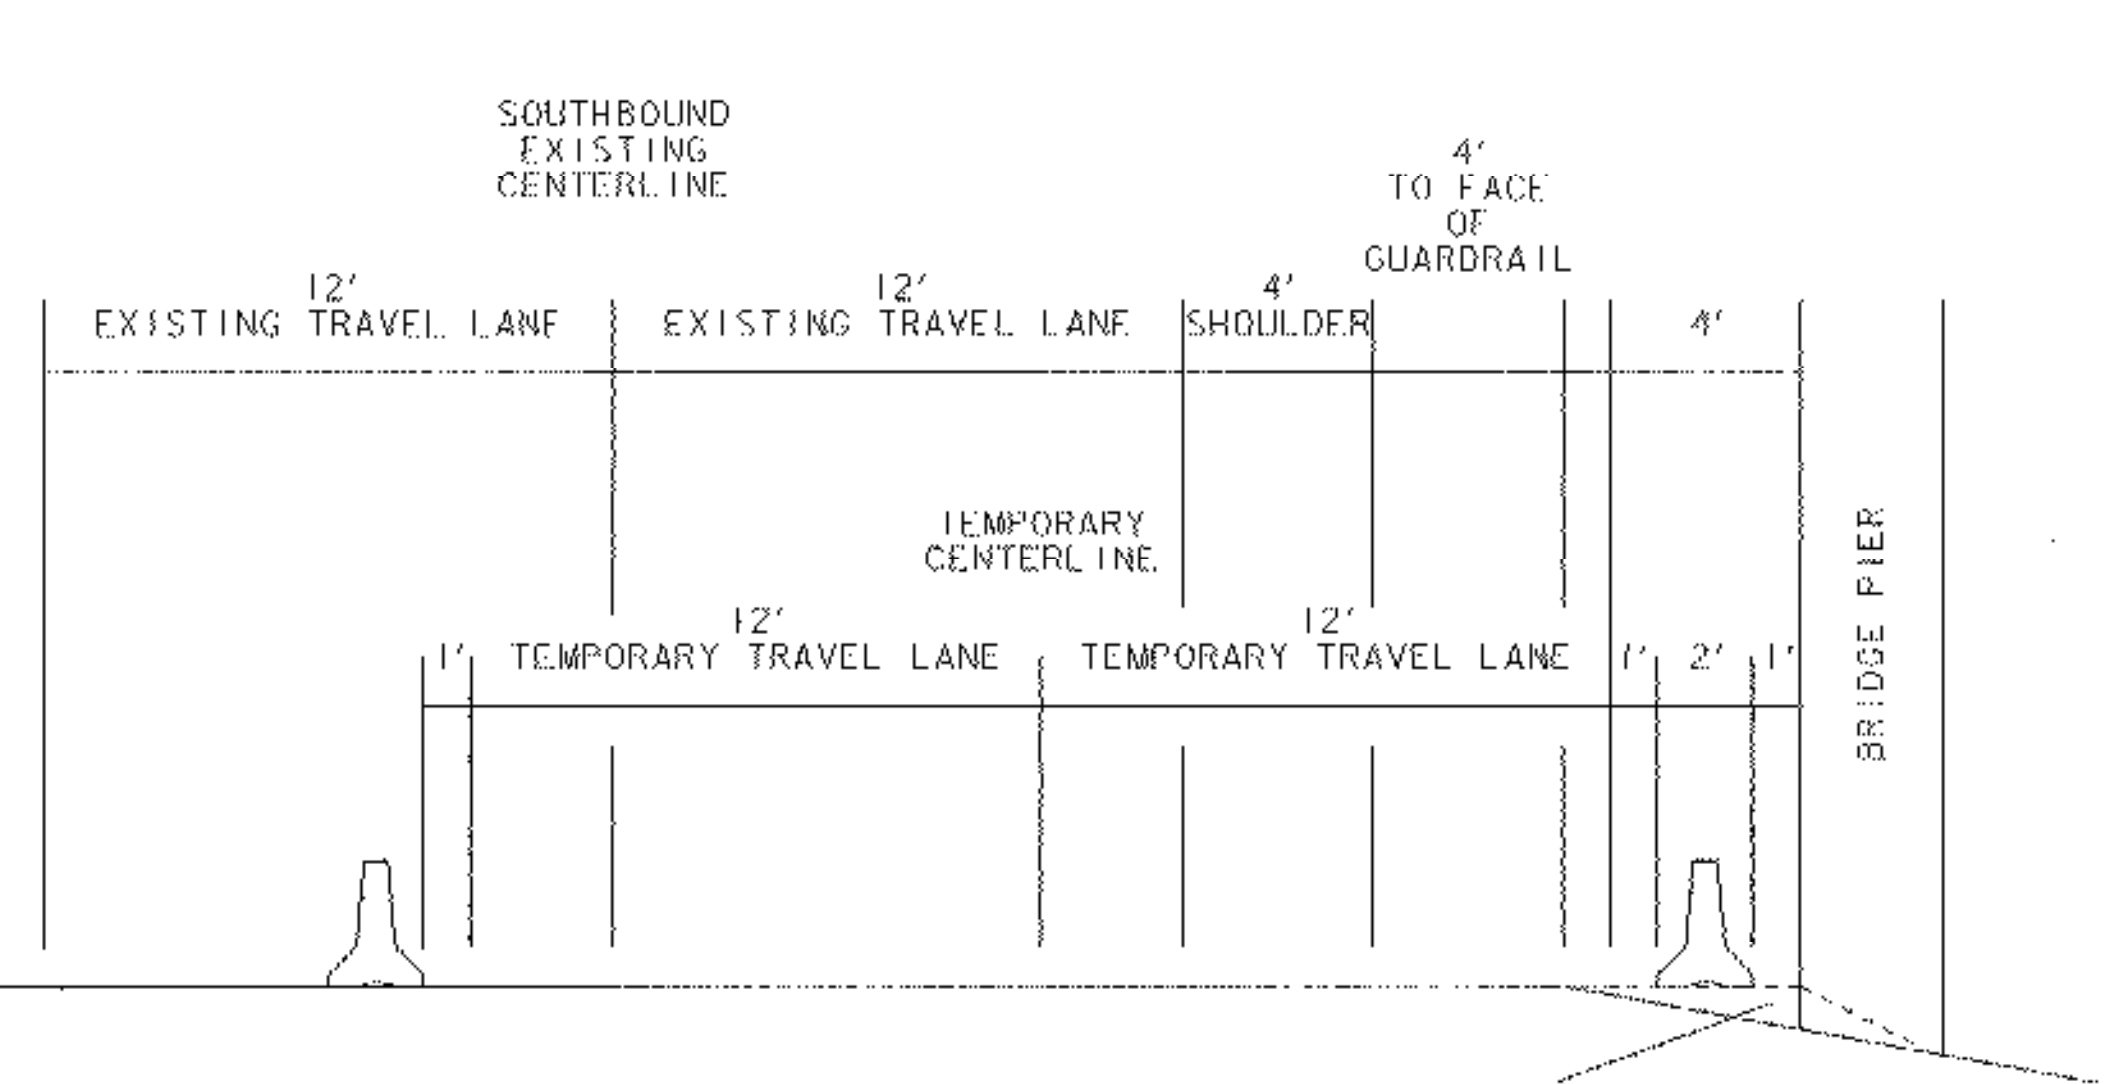 SOUTHBOUND
EXISTING
CENTERLINE
4'
TO FACE
OF
GUARDRAIL
12'
EXISTING TRAVEL LANE
12'
EXISTING TRAVEL LANE
4'
SHOULDER
4'
TEMPORARY
CENTERLINE
1'
12'
TEMPORARY TRAVEL LANE
12'
TEMPORARY TRAVEL LANE
1'
2'
1'
BRIDGE PIER